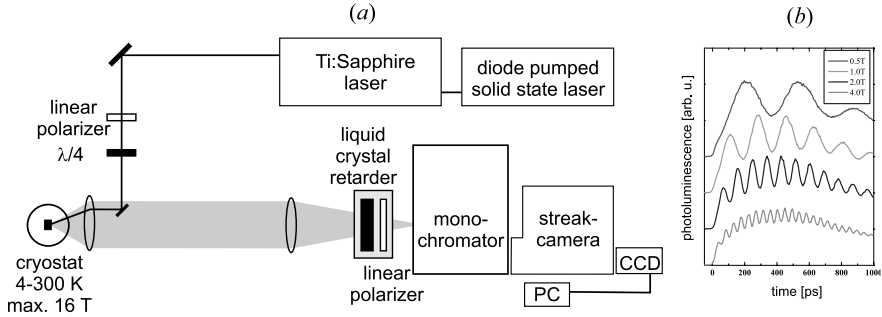 (a)
Ti:Sapphire
laser
diode pumped
solid state laser
linear
polarizer
λ/4
liquid
crystal
retarder
mono-
chromator
streak-
camera
CCD
PC
linear
polarizer
cryostat
4-300 K
max. 16 T
(b)
0.5T
1.0T
2.0T
4.0T
photoluminescence [arb. u.]
0 200 400 600 800 1000
time [ps]